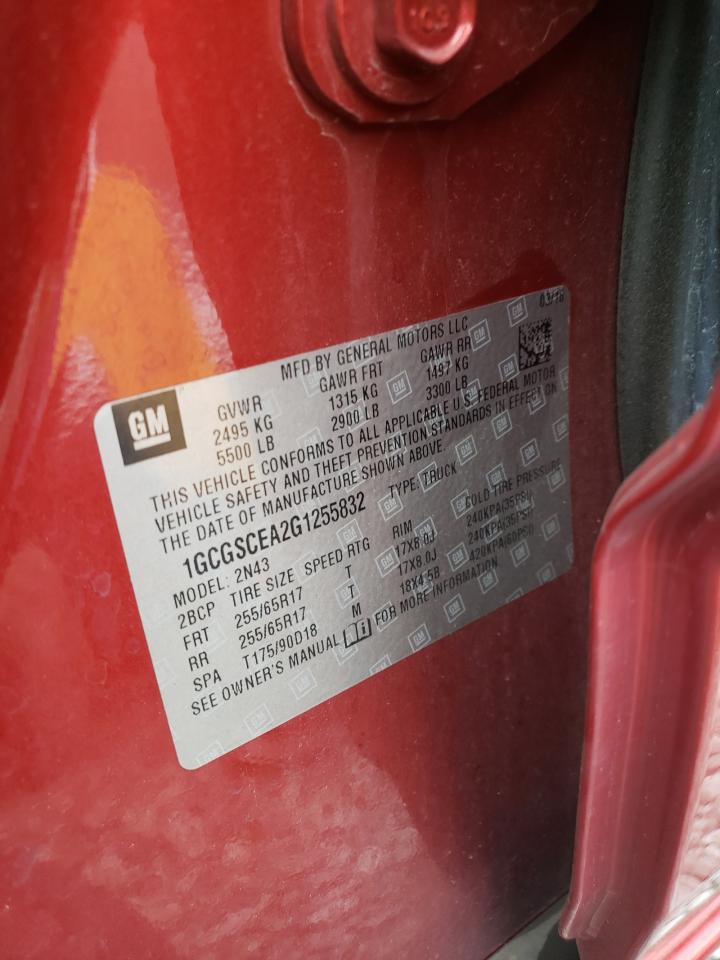 03/16
MFD BY GENERAL MOTORS LLC
GM
GVWR GAWR FRT GAWR RR
2495 KG 1315 KG 1497 KG
5500 LB 2900 LB 3300 LB
THIS VEHICLE CONFORMS TO ALL APPLICABLE U.S. FEDERAL MOTOR
VEHICLE SAFETY AND THEFT PREVENTION STANDARDS IN EFFECT ON
THE DATE OF MANUFACTURE SHOWN ABOVE.
1GCGSCEA2G1255832 TYPE: TRUCK
MODEL: 2N43
2BCP TIRE SIZE SPEED RTG RIM COLD TIRE PRESSURE
FRT 255/65R17 T 17X8.0J 240KPA(35PSI)
RR 255/65R17 T 17X8.0J 240KPA(35PSI)
SPA T175/90D18 M 18X4.5B 420KPA(60PSI)
SEE OWNER'S MANUAL FOR MORE INFORMATION